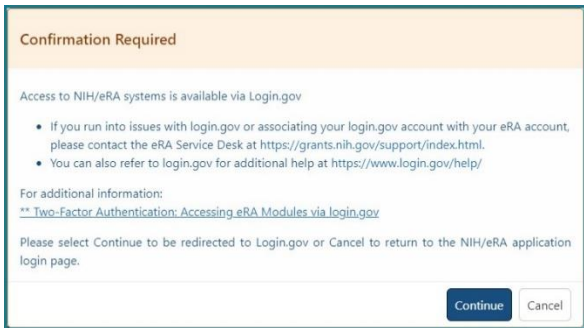 Confirmation Required
Access to NIH/eRA systems is available via Login.gov
• If you run into issues with login.gov or associating your login.gov account with your eRA account,
please contact the eRA Service Desk at https://grants.nih.gov/support/index.html.
• You can also refer to login.gov for additional help at https://www.login.gov/help/
For additional information:
** Two-Factor Authentication: Accessing eRA Modules via login.gov
Please select Continue to be redirected to Login.gov or Cancel to return to the NIH/eRA application
login page.
Continue Cancel